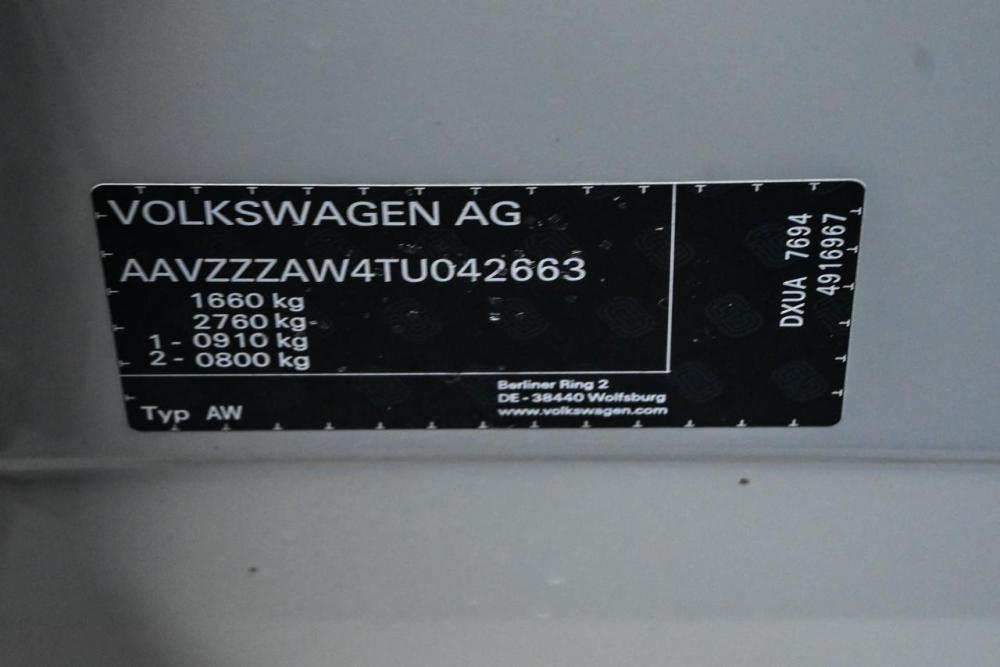 VOLKSWAGEN AG
AAVZZZAW4TU042663
1660 kg
2760 kg-
1 - 0910 kg
2 - 0800 kg
Typ AW
Berliner Ring 2
DE - 38440 Wolfsburg
www.volkswagen.com
DXUA 7694
4916967